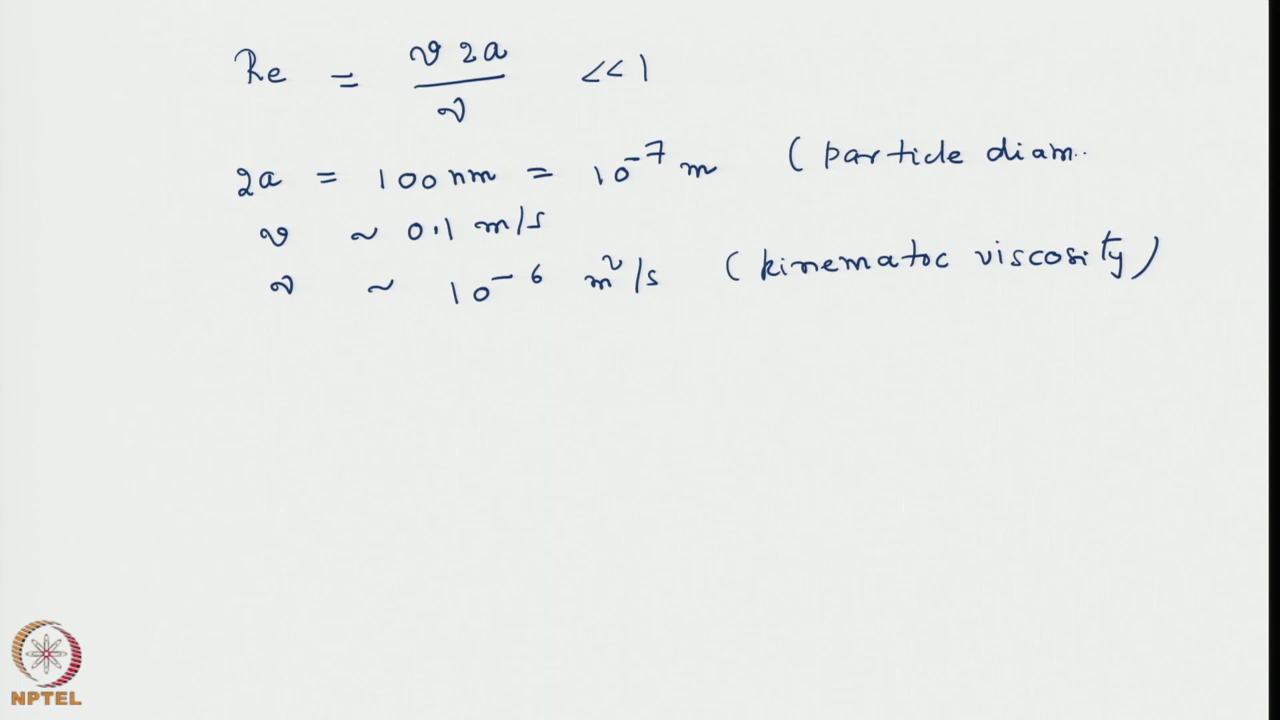 Re = v 2a / ν << 1
2a = 100 nm = 10⁻⁷ m ( particle diam..
v ~ 0.1 m/s
ν ~ 10⁻⁶ m²/s ( kinematoc viscosity )
NPTEL